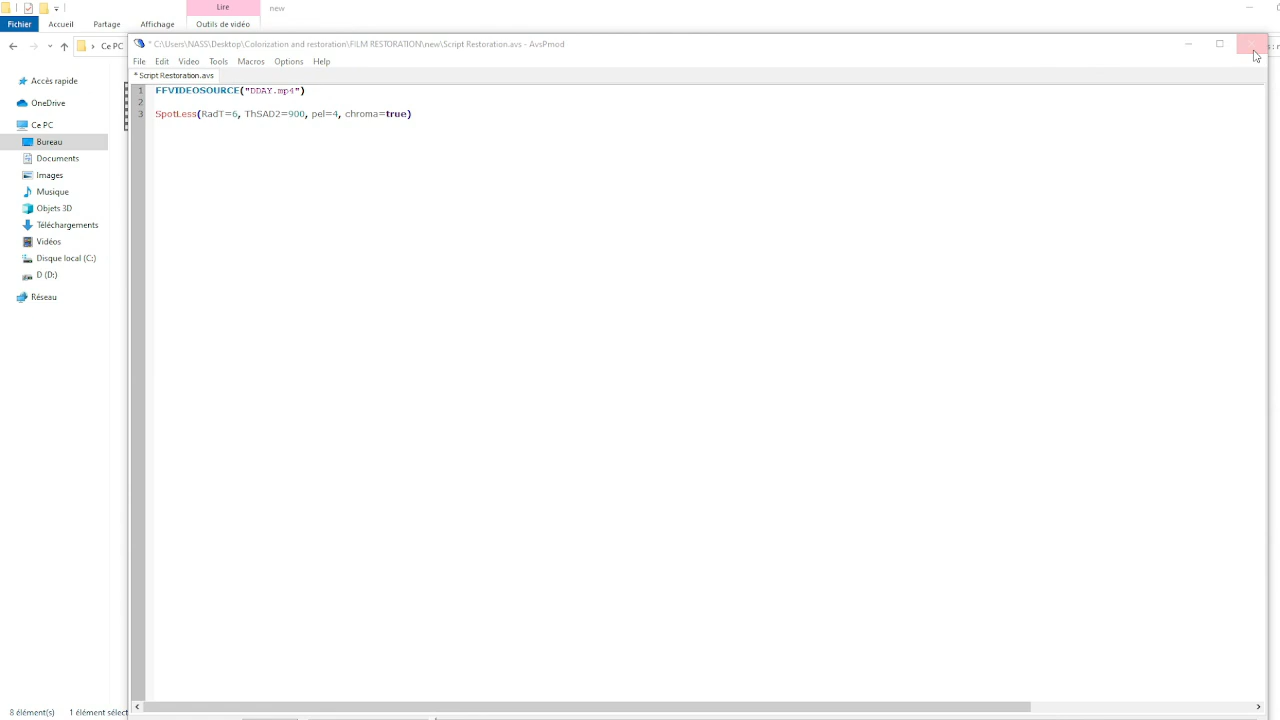 Lire
new
Fichier
Accueil
Partage
Affichage
Outils de vidéo
Ce PC
* C:\Users\NASS\Desktop\Colorization and restoration\FILM RESTORATION\new\Script Restoration.avs - AvsPmod
File Edit Video Tools Macros Options Help
* Script Restoration.avs
1 FFVIDEOSOURCE("DDAY.mp4")
2
3 SpotLess(RadT=6, ThSAD2=900, pel=4, chroma=true)
Accès rapide
OneDrive
Ce PC
Bureau
Documents
Images
Musique
Objets 3D
Téléchargements
Vidéos
Disque local (C:)
D (D:)
Réseau
8 élément(s) 1 élément sélect